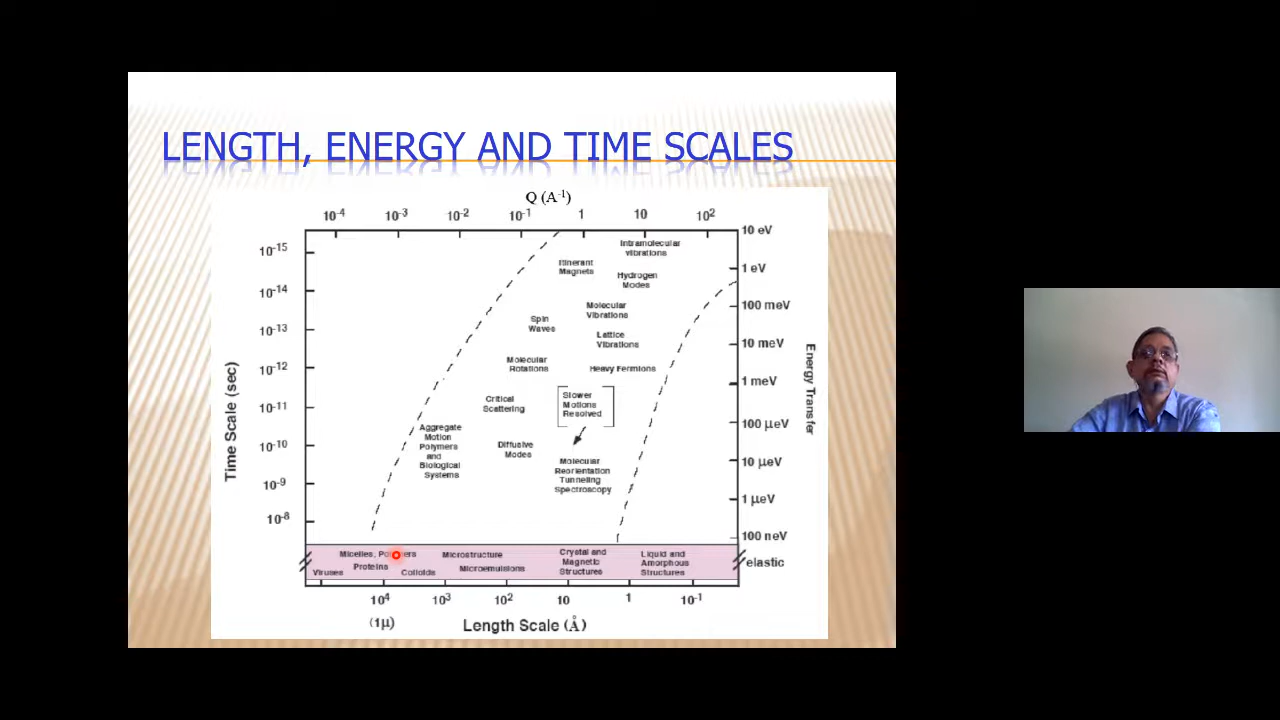 LENGTH, ENERGY AND TIME SCALES
Q (A-1)
10-4 10-3 10-2 10-1 1 10 102
10-15
10-14
10-13
10-12
10-11
10-10
10-9
10-8
Time Scale (sec)
10 eV
1 eV
100 meV
10 meV
1 meV
100 µeV
10 µeV
1 µeV
100 neV
elastic
Energy Transfer
Intramolecular
vibrations
Itinerant
Magnets
Hydrogen
Modes
Molecular
Vibrations
Spin
Waves
Lattice
Vibrations
Molecular
Rotations
Heavy Fermions
Critical
Scattering
Slower
Motions
Resolved
Aggregate
Motion
Polymers
and
Biological
Systems
Diffusive
Modes
Molecular
Reorientation
Tunneling
Spectroscopy
Micelles, Polymers
Proteins
Viruses
Colloids
Microstructure
Microemulsions
Crystal and
Magnetic
Structures
Liquid and
Amorphous
Structures
104 103 102 10 1 10-1
(1µ)
Length Scale (Å)